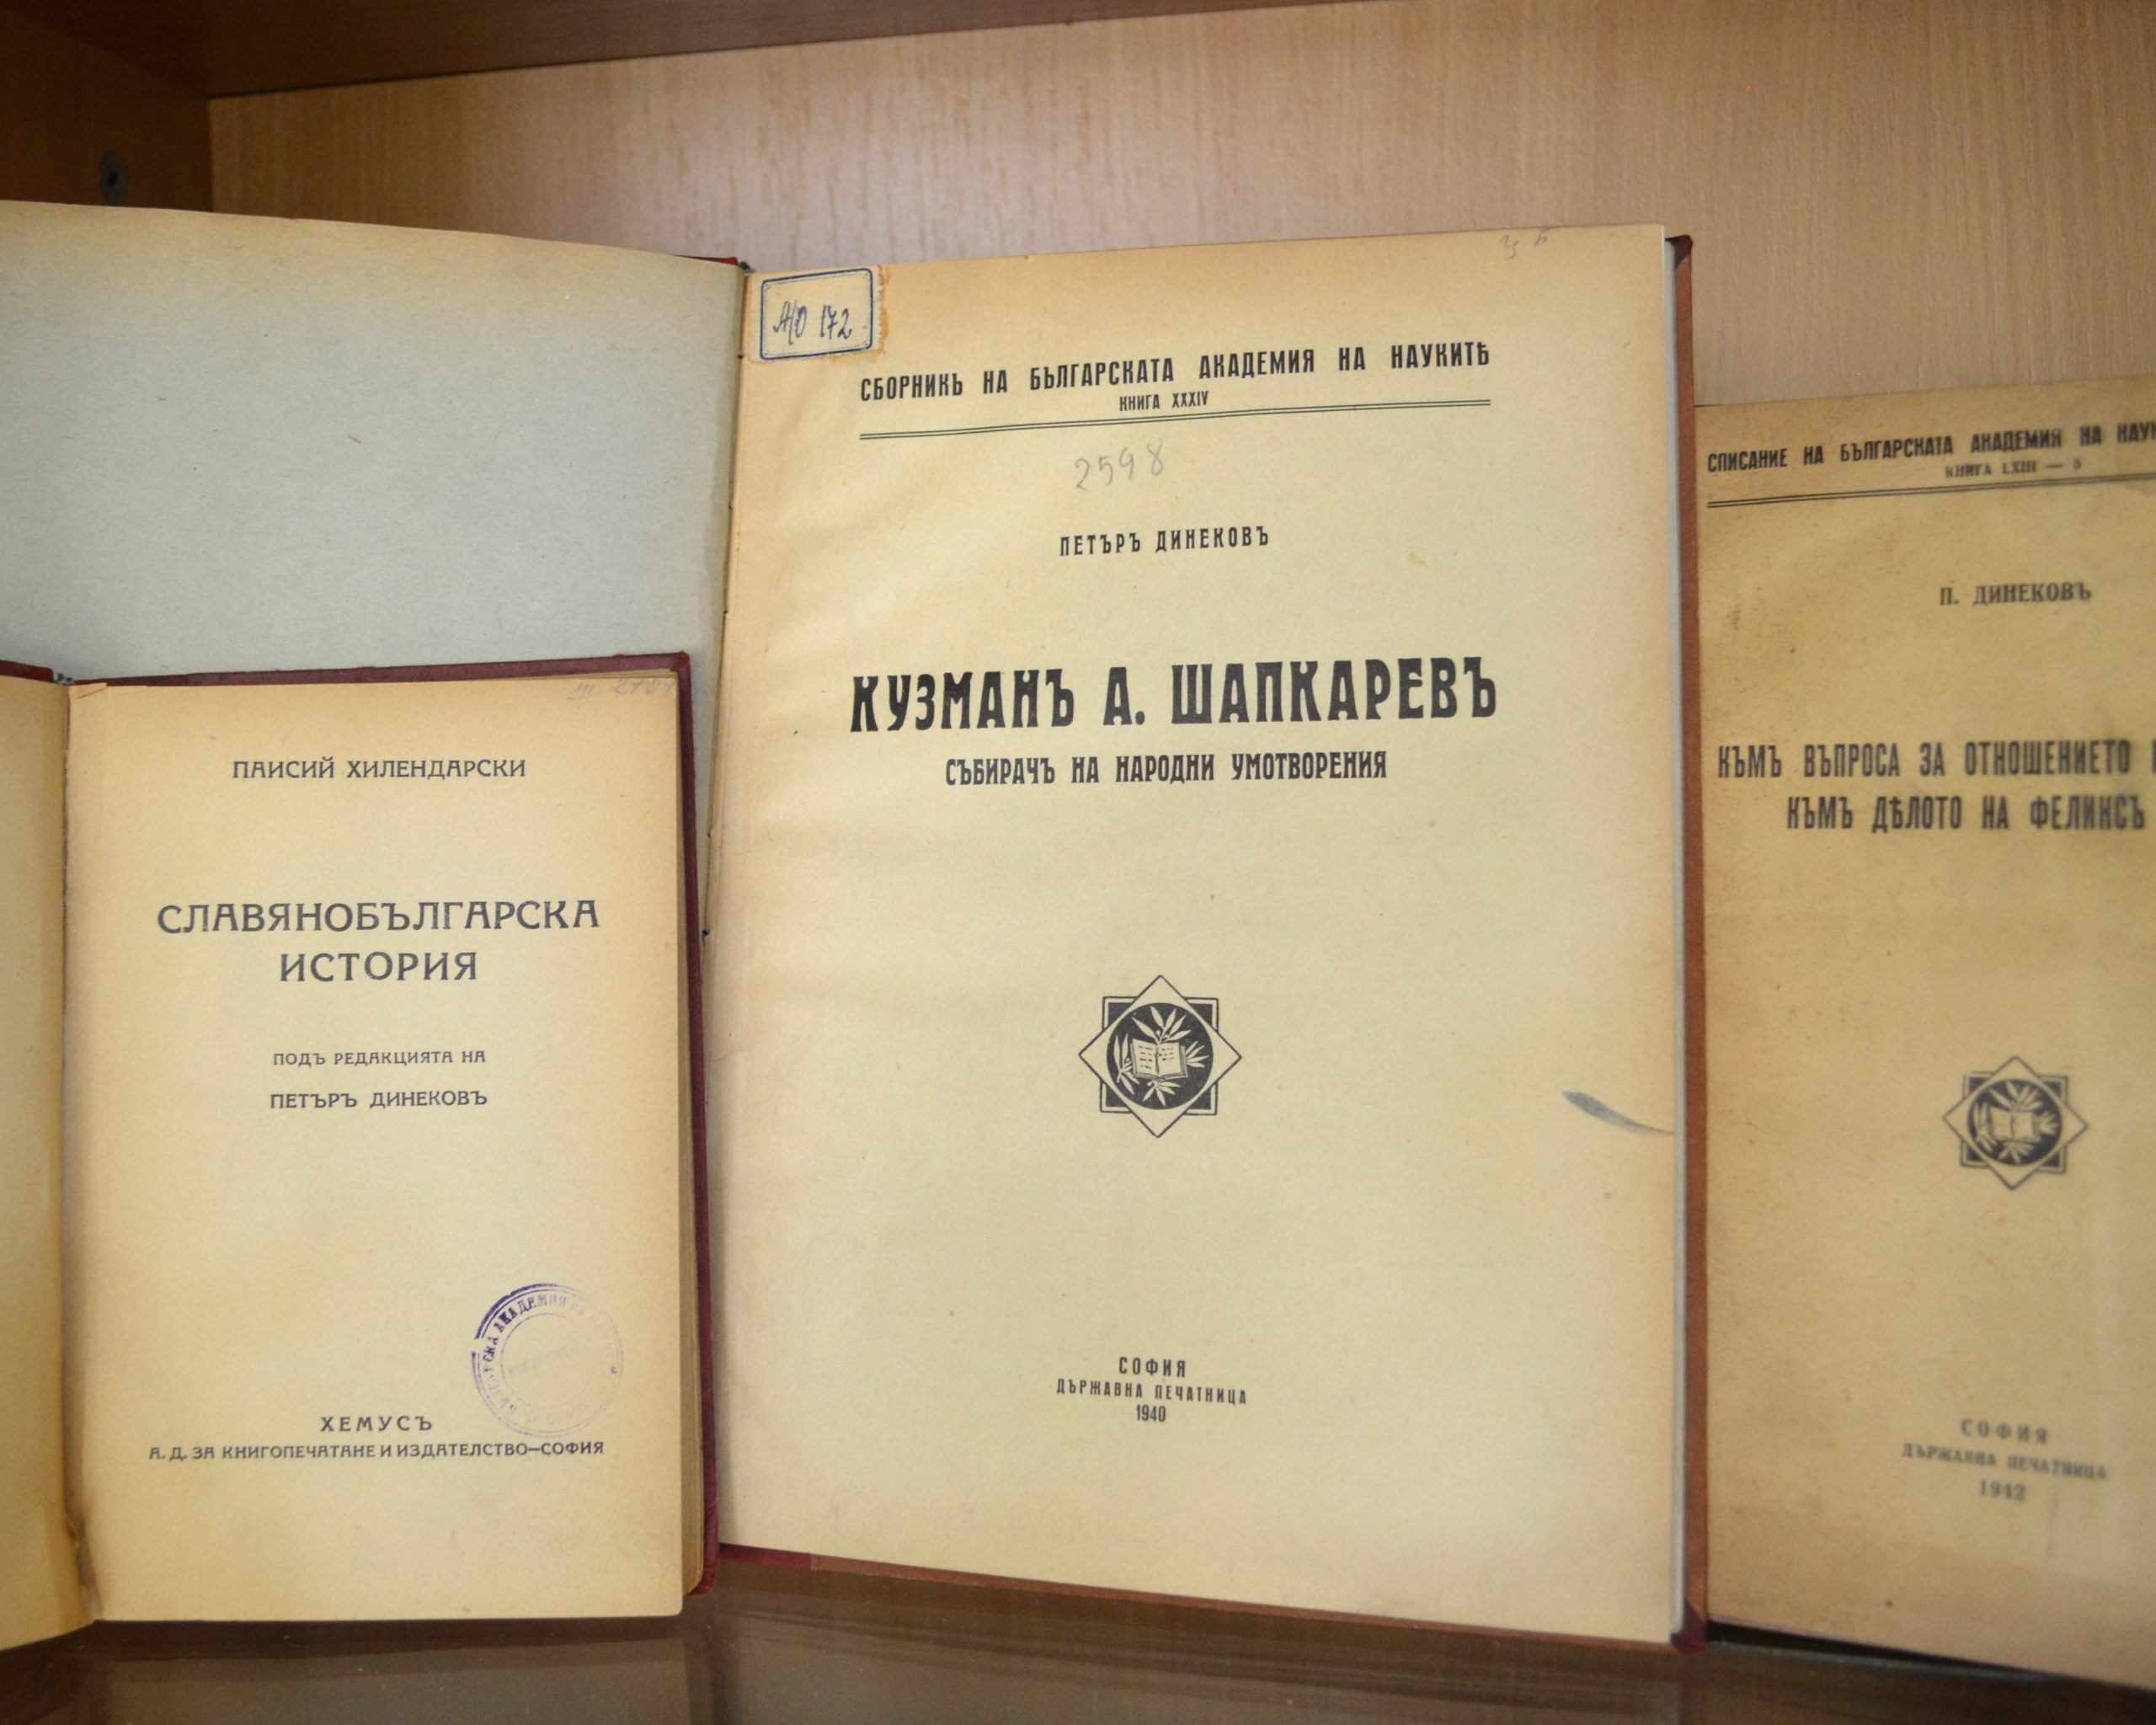 ПАИСИЙ ХИЛЕНДАРСКИ
СЛАВЯНОБЪЛГАРСКА
ИСТОРИЯ
ПОДЪ РЕДАКЦИЯТА НА
ПЕТЪРЪ ДИНЕКОВЪ
АКАДЕМИЯ
ХЕМУСЪ
А. Д. ЗА КНИГОПЕЧАТАНЕ И ИЗДАТЕЛСТВО—СОФИЯ
172
СБОРНИКЪ НА БЪЛГАРСКАТА АКАДЕМИЯ НА НАУКИТѢ
КНИГА XXXIV
2598
ПЕТЪРЪ ДИНЕКОВЪ
КУЗМАНЪ А. ШАПКАРЕВЪ
СЪБИРАЧЪ НА НАРОДНИ УМОТВОРЕНИЯ
СОФИЯ
ДЪРЖАВНА ПЕЧАТНИЦА
1940
СПИСАНИЕ НА БЪЛГАРСКАТА АКАДЕМИЯ НА
КНИГА LXIII — 5
П. ДИНЕКОВЪ
КЪМЪ ВЪПРОСА ЗА ОТНОШЕНИЕТО
КЪМЪ ДѢЛОТО НА ФЕЛИКСЪ
СОФИЯ
ДЪРЖАВНА ПЕЧАТНИЦА
1942